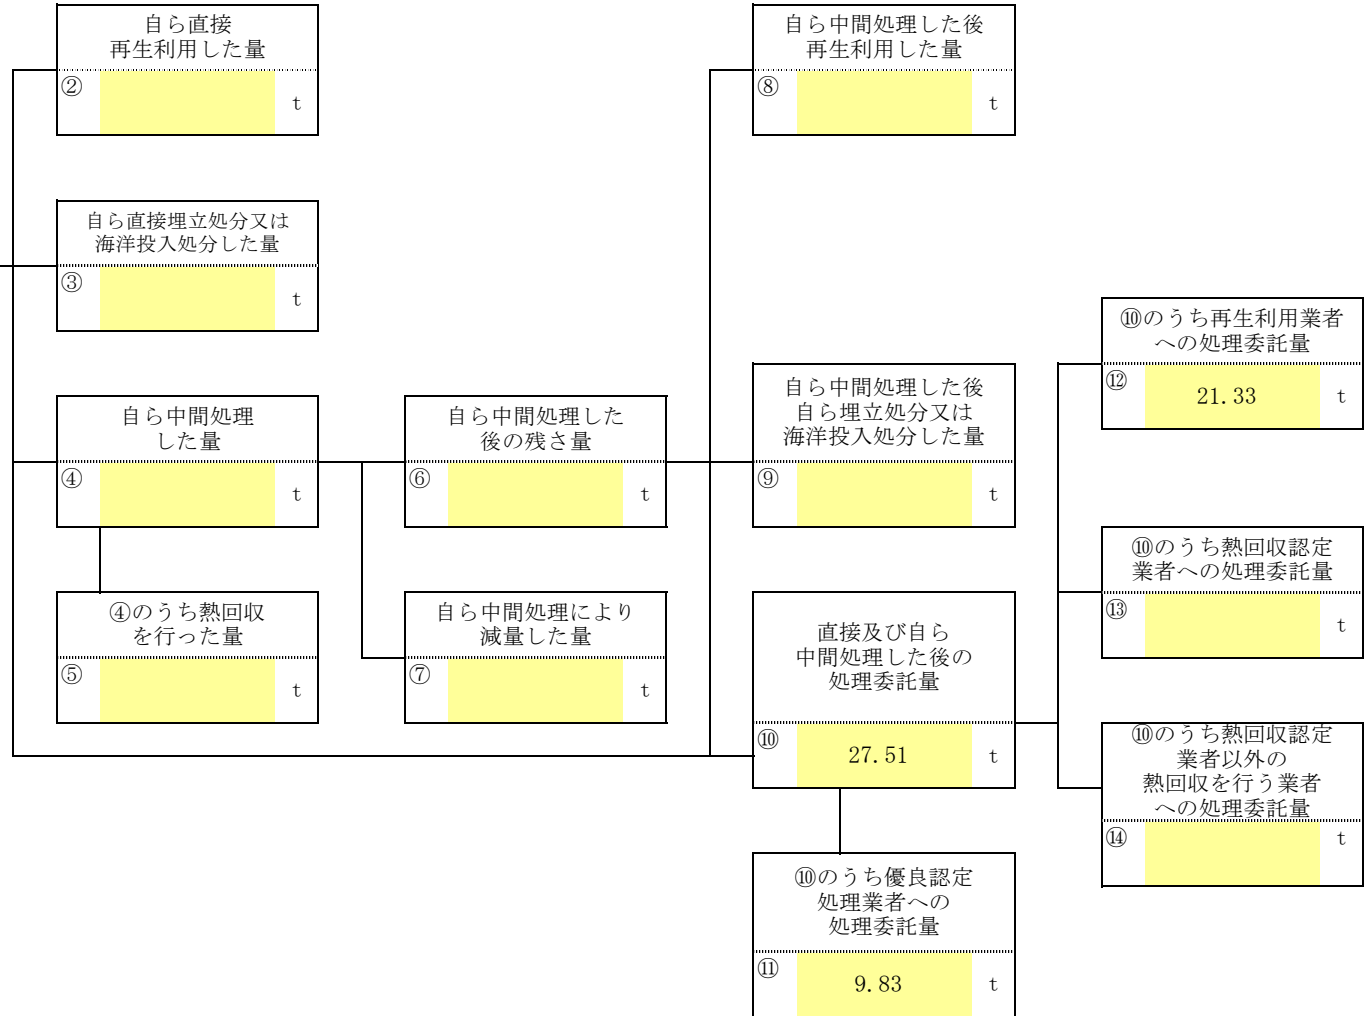 自ら直接
再生利用した量
②
t
自ら中間処理した後
再生利用した量
⑧
t
自ら直接埋立処分又は
海洋投入処分した量
③
t
⑩のうち再生利用業者
への処理委託量
⑫
21.33
t
自ら中間処理
した量
④
t
自ら中間処理した
後の残さ量
⑥
t
自ら中間処理した後
自ら埋立処分又は
海洋投入処分した量
⑨
t
⑩のうち熱回収認定
業者への処理委託量
⑬
t
④のうち熱回収
を行った量
⑤
t
自ら中間処理により
減量した量
⑦
t
直接及び自ら
中間処理した後の
処理委託量
⑩
27.51
t
⑩のうち熱回収認定
業者以外の
熱回収を行う業者
への処理委託量
⑭
t
⑩のうち優良認定
処理業者への
処理委託量
⑪
9.83
t